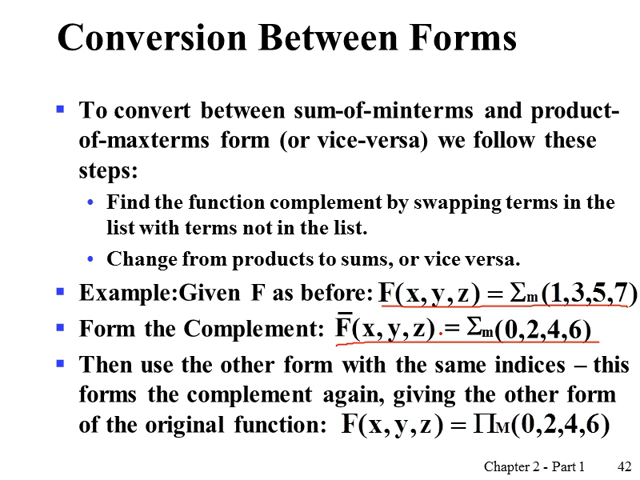 Conversion Between Forms
▪ To convert between sum-of-minterms and product-
of-maxterms form (or vice-versa) we follow these
steps:
• Find the function complement by swapping terms in the
list with terms not in the list.
• Change from products to sums, or vice versa.
▪ Example:Given F as before: F(x, y, z) = Σm(1,3,5,7)
▪ Form the Complement: F̅(x, y, z) = Σm(0,2,4,6)
▪ Then use the other form with the same indices – this
forms the complement again, giving the other form
of the original function: F(x, y, z) = ΠM(0,2,4,6)
Chapter 2 - Part 1 42